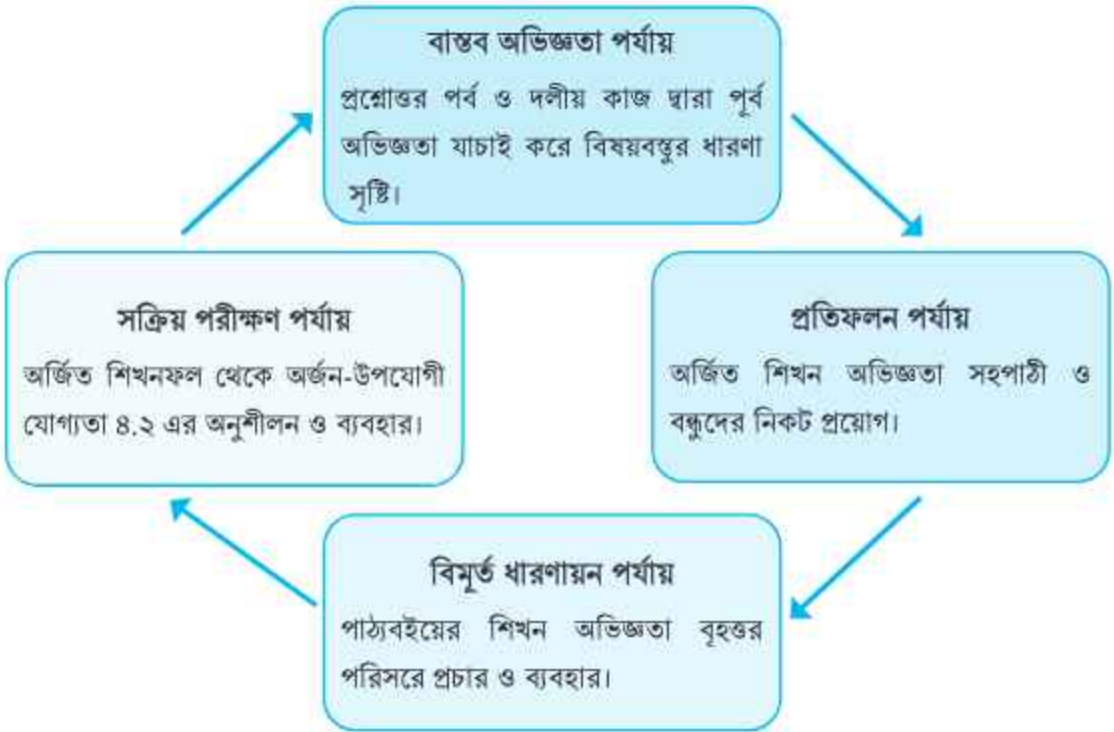 বাস্তব অভিজ্ঞতা পর্যায়
প্রশ্নোত্তর পর্ব ও দলীয় কাজ দ্বারা পূর্ব
অভিজ্ঞতা যাচাই করে বিষয়বস্তুর ধারণা
সৃষ্টি।
প্রতিফলন পর্যায়
অর্জিত শিখন অভিজ্ঞতা সহপাঠী ও
বন্ধুদের নিকট প্রয়োগ।
বিমূর্ত ধারণায়ন পর্যায়
পাঠ্যবইয়ের শিখন অভিজ্ঞতা বৃহত্তর
পরিসরে প্রচার ও ব্যবহার।
সক্রিয় পরীক্ষণ পর্যায়
অর্জিত শিখনফল থেকে অর্জন-উপযোগী
যোগ্যতা ৪.২ এর অনুশীলন ও ব্যবহার।